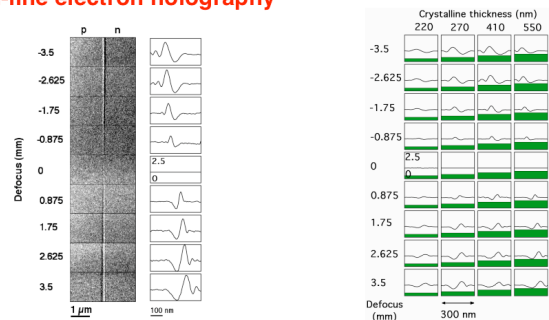 -line electron holography
p n
Defocus (mm)
-3.5
-2.625
-1.75
-0.875
0
0.875
1.75
2.625
3.5
2.5
0
1 µm
100 nm
Crystalline thickness (nm)
220 270 410 550
-3.5
-2.625
-1.75
-0.875
0
0.875
1.75
2.625
3.5
2.5
0
Defocus
(mm)
300 nm